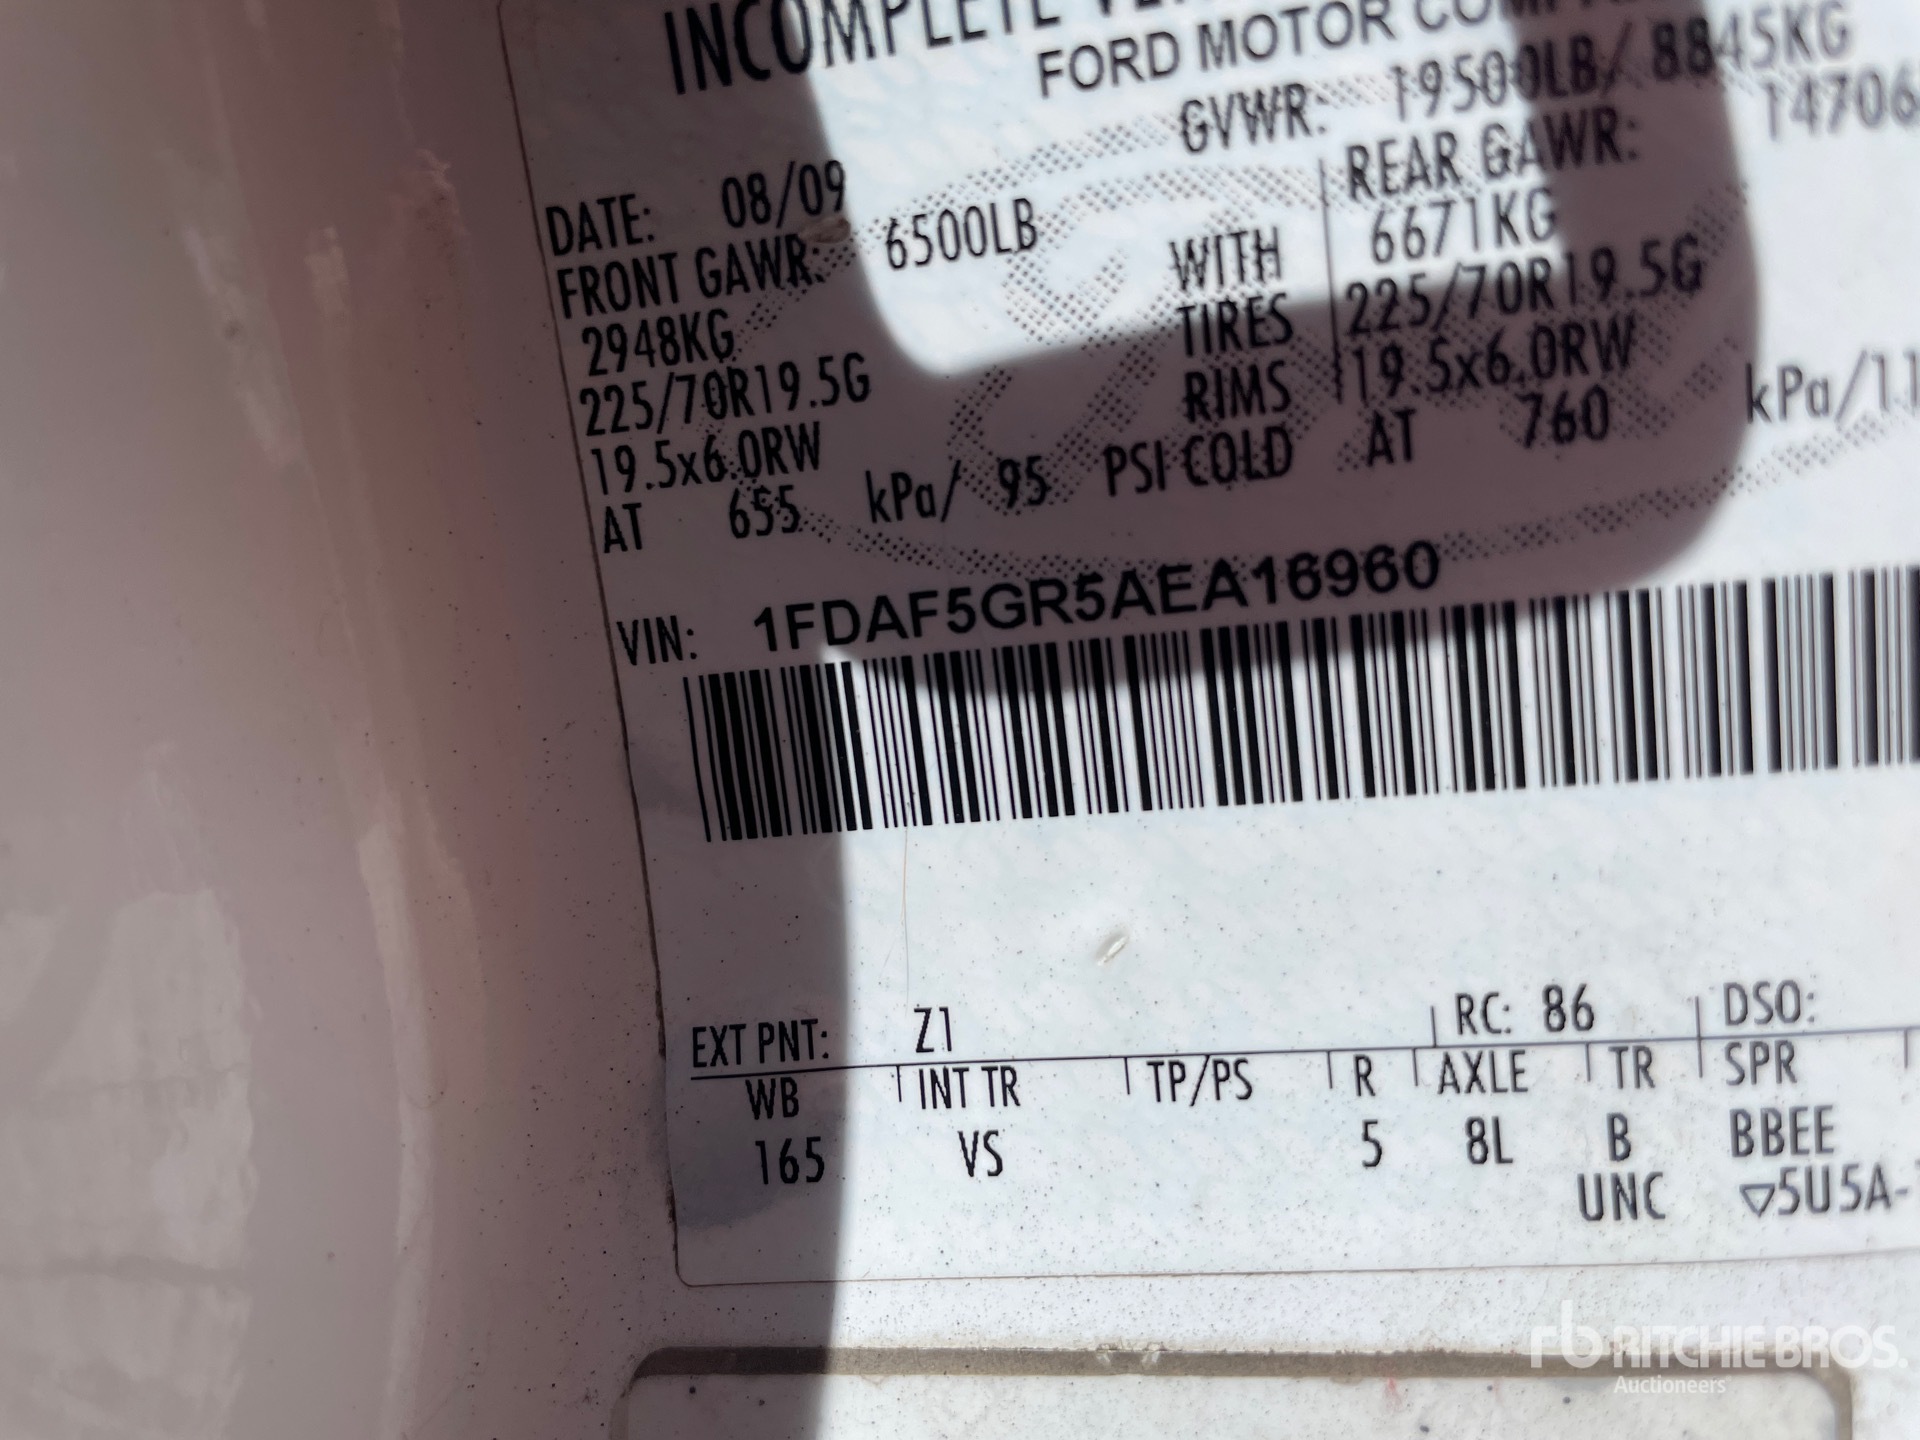 INCOMPLETE
FORD MOTOR
GVWR: 19500LB/ 8845KG
DATE: 08/09
FRONT GAWR: 6500LB
2948KG
225/70R19.5G
19.5x6.0RW
AT 655 kPa/ 95 PSI COLD
WITH
TIRES
RIMS
REAR GAWR: 14706
6671KG
225/70R19.5G
19.5x6.0RW
AT 760 kPa/11
VIN: 1FDAF5GR5AEA16960
EXT PNT: Z1 RC: 86 DSO:
WB INT TR TP/PS R AXLE TR SPR
165 VS 5 8L B BBEE
UNC ▽5U5A-
rb RITCHIE BROS.
Auctioneers